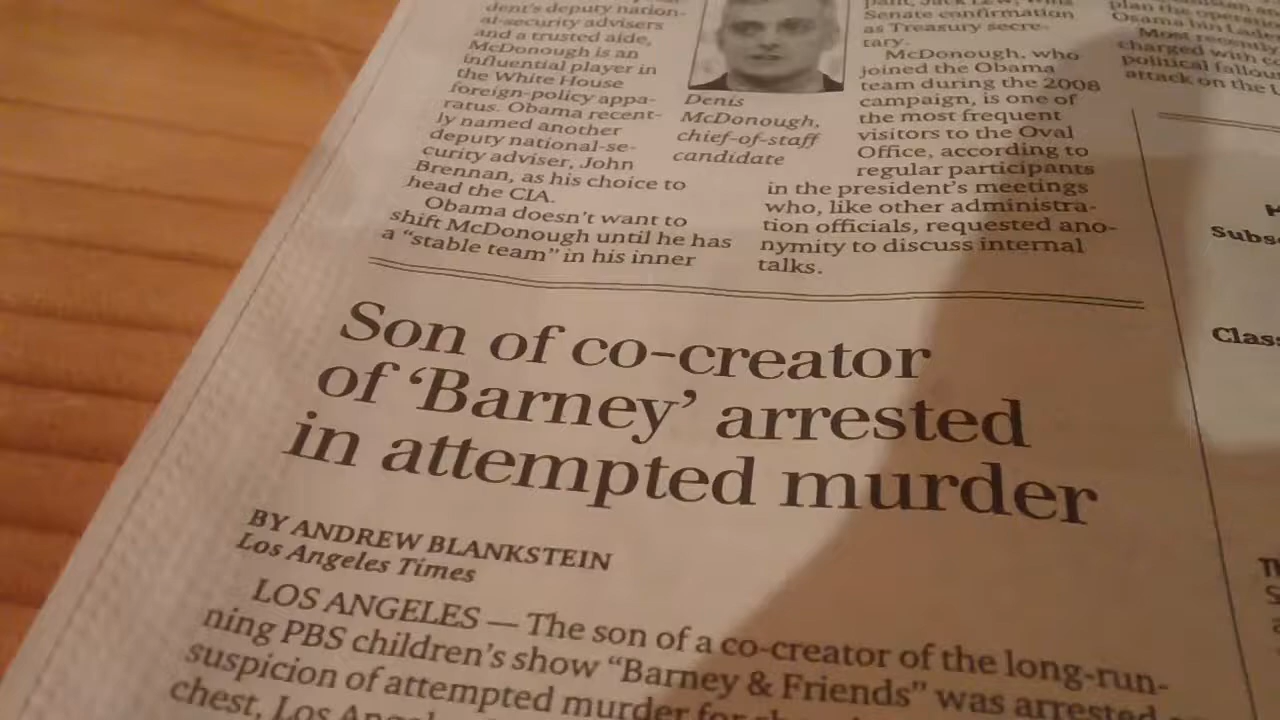 dent's deputy nation-
al-security advisers
and a trusted aide,
McDonough is an
influential player in
the White House
foreign-policy appa-
ratus. Obama recent-
ly named another
deputy national-se-
curity adviser, John
Brennan, as his choice to
head the CIA.
Obama doesn't want to
shift McDonough until he has
a "stable team" in his inner
Denis
McDonough,
chief-of-staff
candidate
Senate confirmation
as Treasury secre-
tary.
McDonough, who
joined the Obama
team during the 2008
campaign, is one of
the most frequent
visitors to the Oval
Office, according to
regular participants
in the president's meetings
who, like other administra-
tion officials, requested ano-
nymity to discuss internal
talks.
plan the operation
Osama bin
Most recently
charged with
political
attack on the
Son of co-creator
of ‘Barney’ arrested
in attempted murder
BY ANDREW BLANKSTEIN
Los Angeles Times
LOS ANGELES — The son of a co-creator of the long-run-
ning PBS children's show "Barney & Friends" was arrested
suspicion of attempted murder for
chest, Los
Subs
Clas